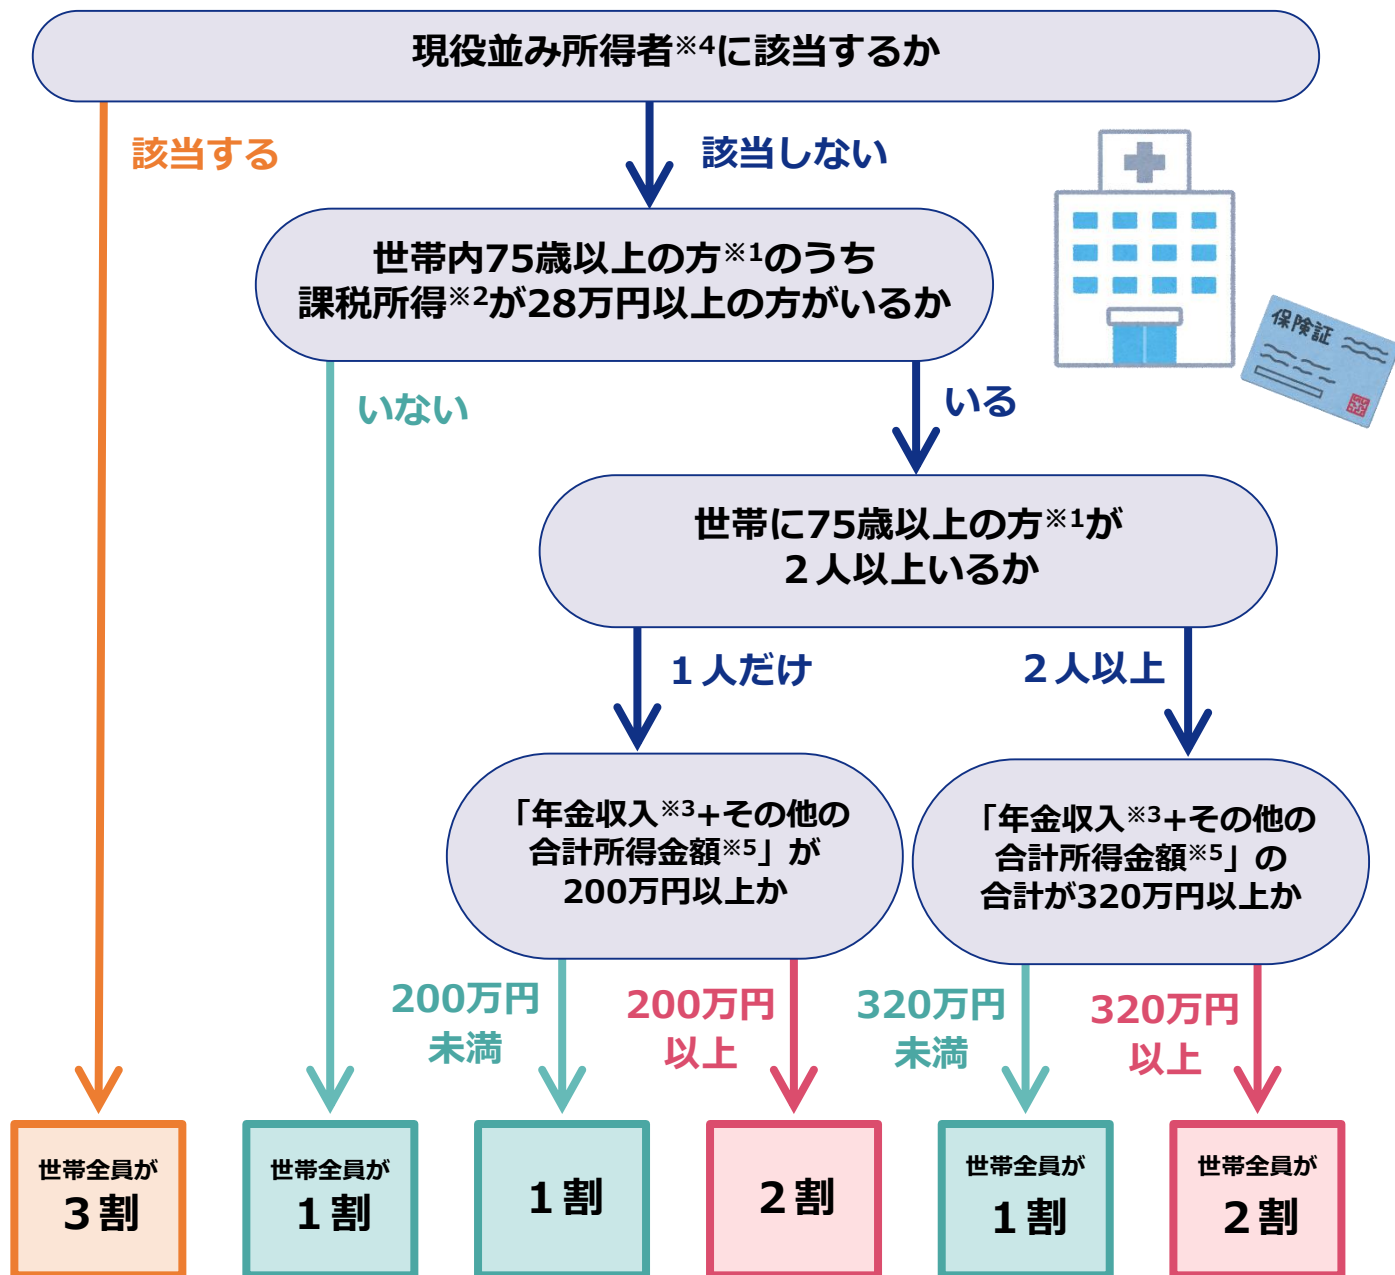 現役並み所得者※4に該当するか
該当する
該当しない
世帯内75歳以上の方※1のうち
課税所得※2が28万円以上の方がいるか
保険証
いない
いる
世帯に75歳以上の方※1が
２人以上いるか
１人だけ
２人以上
「年金収入※3+その他の
合計所得金額※5」が
200万円以上か
「年金収入※3+その他の
合計所得金額※5」の
合計が320万円以上か
200万円
未満
200万円
以上
320万円
未満
320万円
以上
世帯全員が
３割
世帯全員が
１割
１割
２割
世帯全員が
１割
世帯全員が
２割